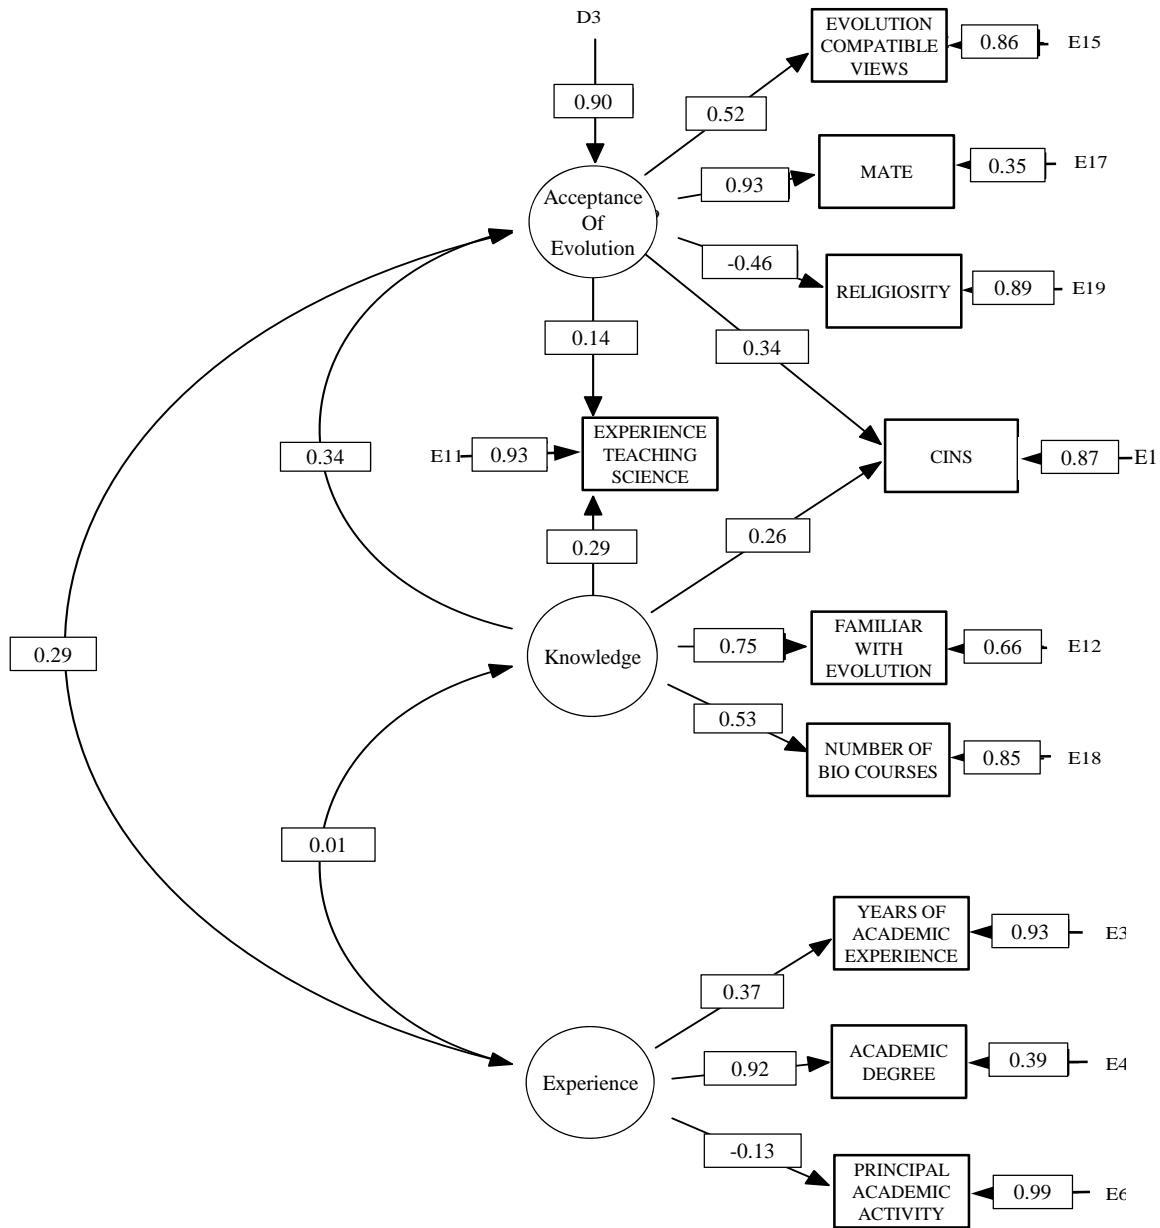 D3
0.90
EVOLUTION
COMPATIBLE
VIEWS
0.86
E15
0.52
Acceptance
Of
Evolution
0.93
MATE
0.35
E17
-0.46
RELIGIOSITY
0.89
E19
0.14
0.34
0.34
E11
0.93
EXPERIENCE
TEACHING
SCIENCE
CINS
0.87
E1
0.29
0.26
0.29
Knowledge
0.75
FAMILIAR
WITH
EVOLUTION
0.66
E12
0.53
NUMBER OF
BIO COURSES
0.85
E18
0.01
YEARS OF
ACADEMIC
EXPERIENCE
0.93
E3
0.37
Experience
0.92
ACADEMIC
DEGREE
0.39
E4
-0.13
PRINCIPAL
ACADEMIC
ACTIVITY
0.99
E6